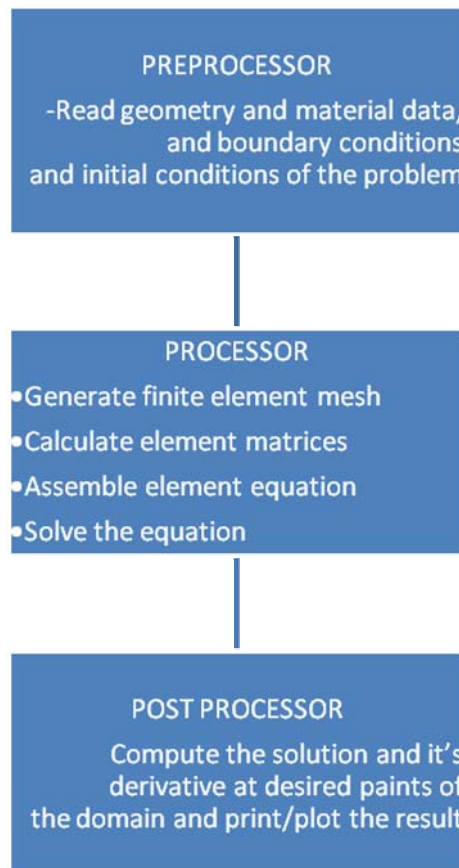 PREPROCESSOR
-Read geometry and material data,
and boundary conditions
and initial conditions of the problem
PROCESSOR
•Generate finite element mesh
•Calculate element matrices
•Assemble element equation
•Solve the equation
POST PROCESSOR
Compute the solution and it's
derivative at desired paints of
the domain and print/plot the result